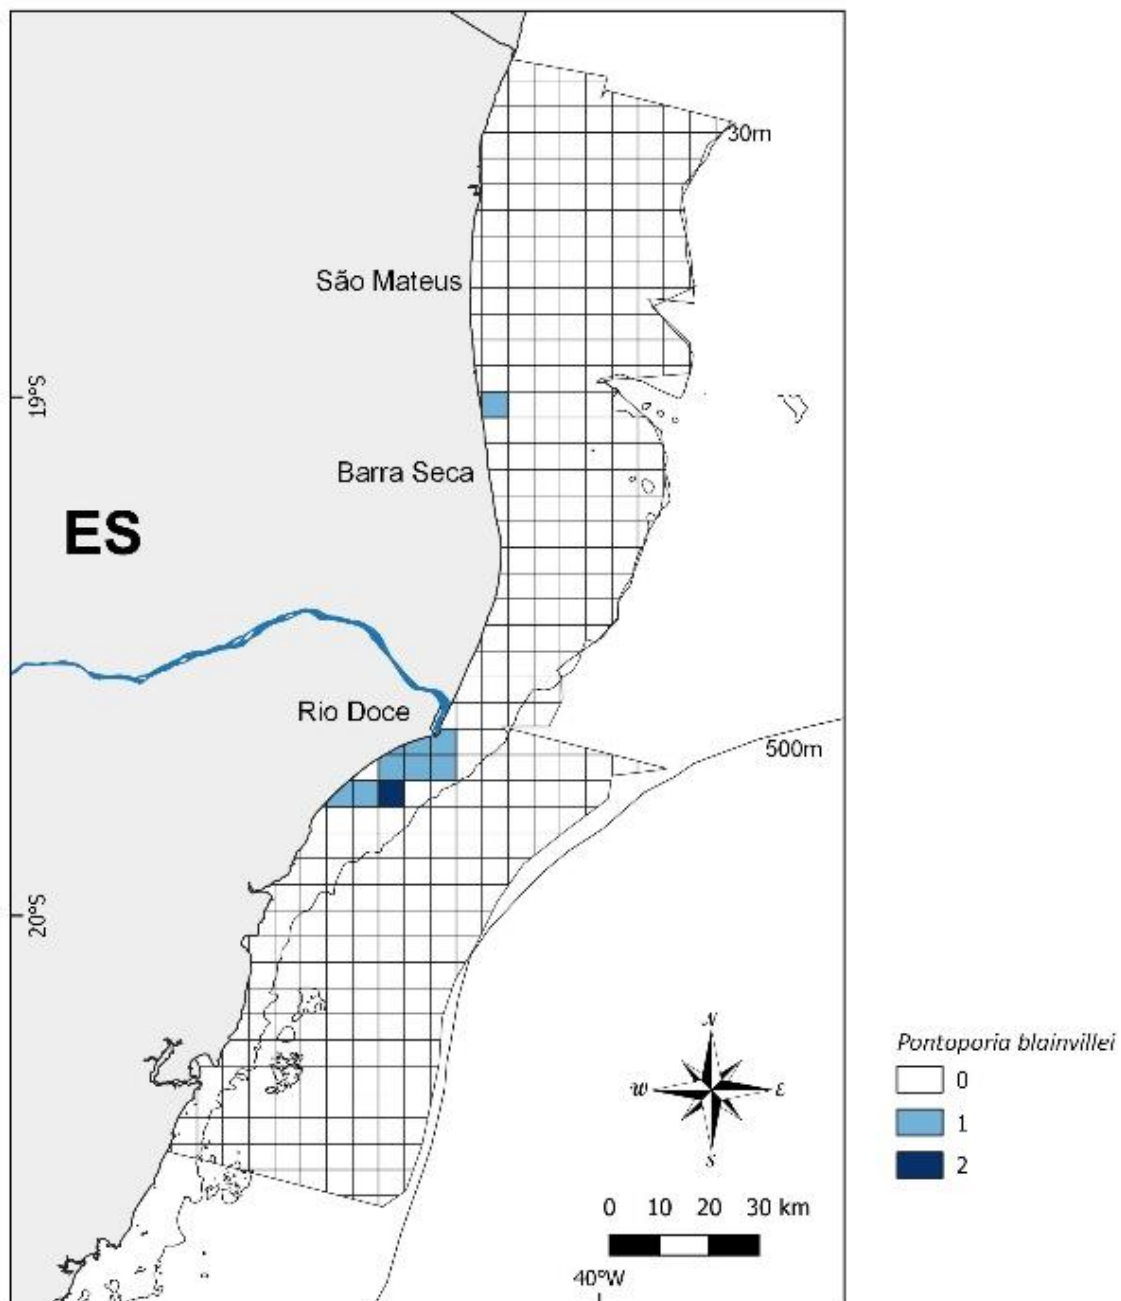 30m
São Mateus
19°S
Barra Seca
ES
Rio Doce
500m
20°S
N
W
E
S
Pontoporia blainvillei
0
1
2
0 10 20 30 km
40°W